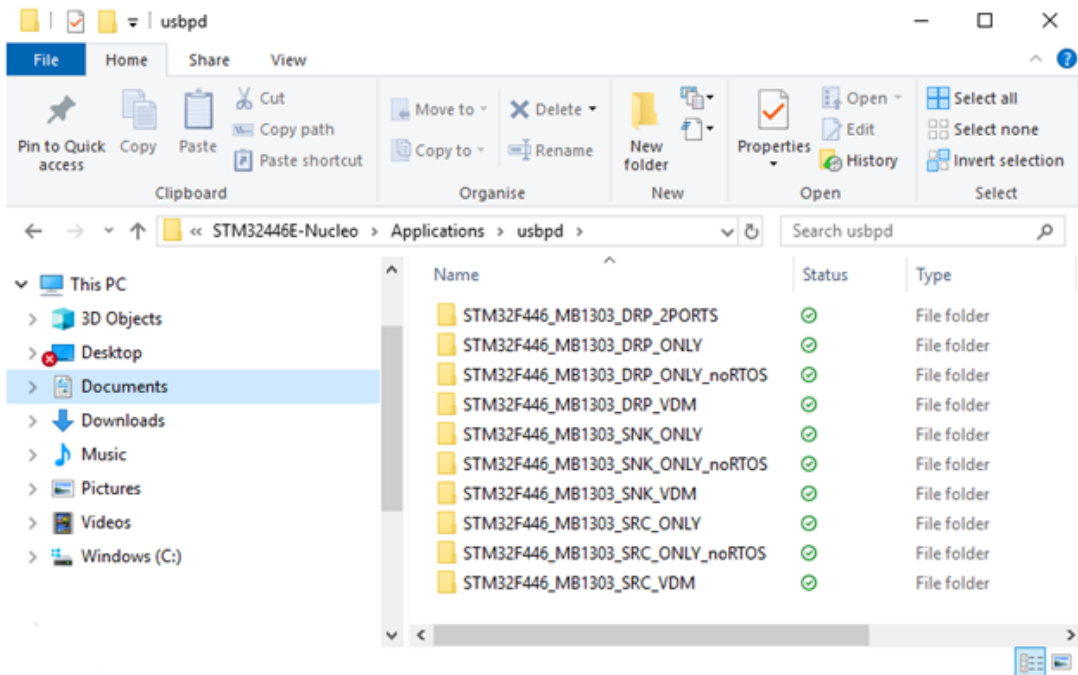 usbpd
File Home Share View
Pin to Quick access
Copy
Paste
Cut
Copy path
Paste shortcut
Clipboard
Move to
Copy to
Delete
Rename
Organise
New folder
New
Properties
Open
Edit
History
Open
Select all
Select none
Invert selection
Select
« STM32446E-Nucleo > Applications > usbpd >
Search usbpd
This PC
3D Objects
Desktop
Documents
Downloads
Music
Pictures
Videos
Windows (C:)
Name Status Type
STM32F446_MB1303_DRP_2PORTS File folder
STM32F446_MB1303_DRP_ONLY File folder
STM32F446_MB1303_DRP_ONLY_noRTOS File folder
STM32F446_MB1303_DRP_VDM File folder
STM32F446_MB1303_SNK_ONLY File folder
STM32F446_MB1303_SNK_ONLY_noRTOS File folder
STM32F446_MB1303_SNK_VDM File folder
STM32F446_MB1303_SRC_ONLY File folder
STM32F446_MB1303_SRC_ONLY_noRTOS File folder
STM32F446_MB1303_SRC_VDM File folder